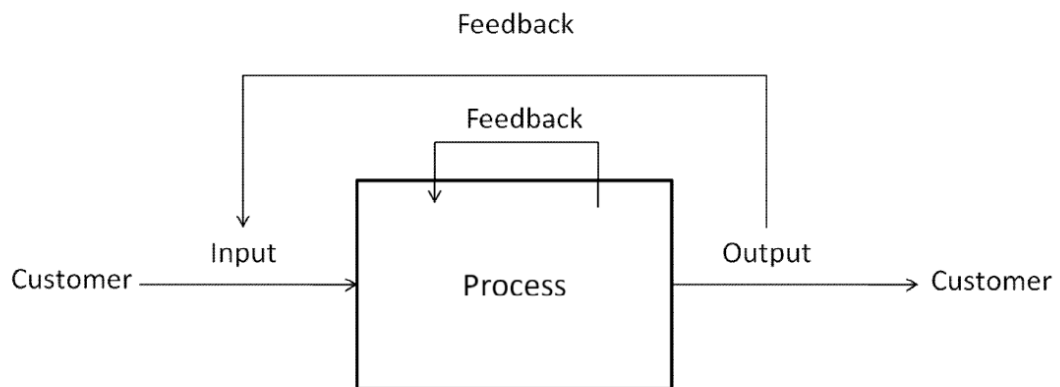 Feedback
Feedback
Input
Output
Customer
Process
Customer